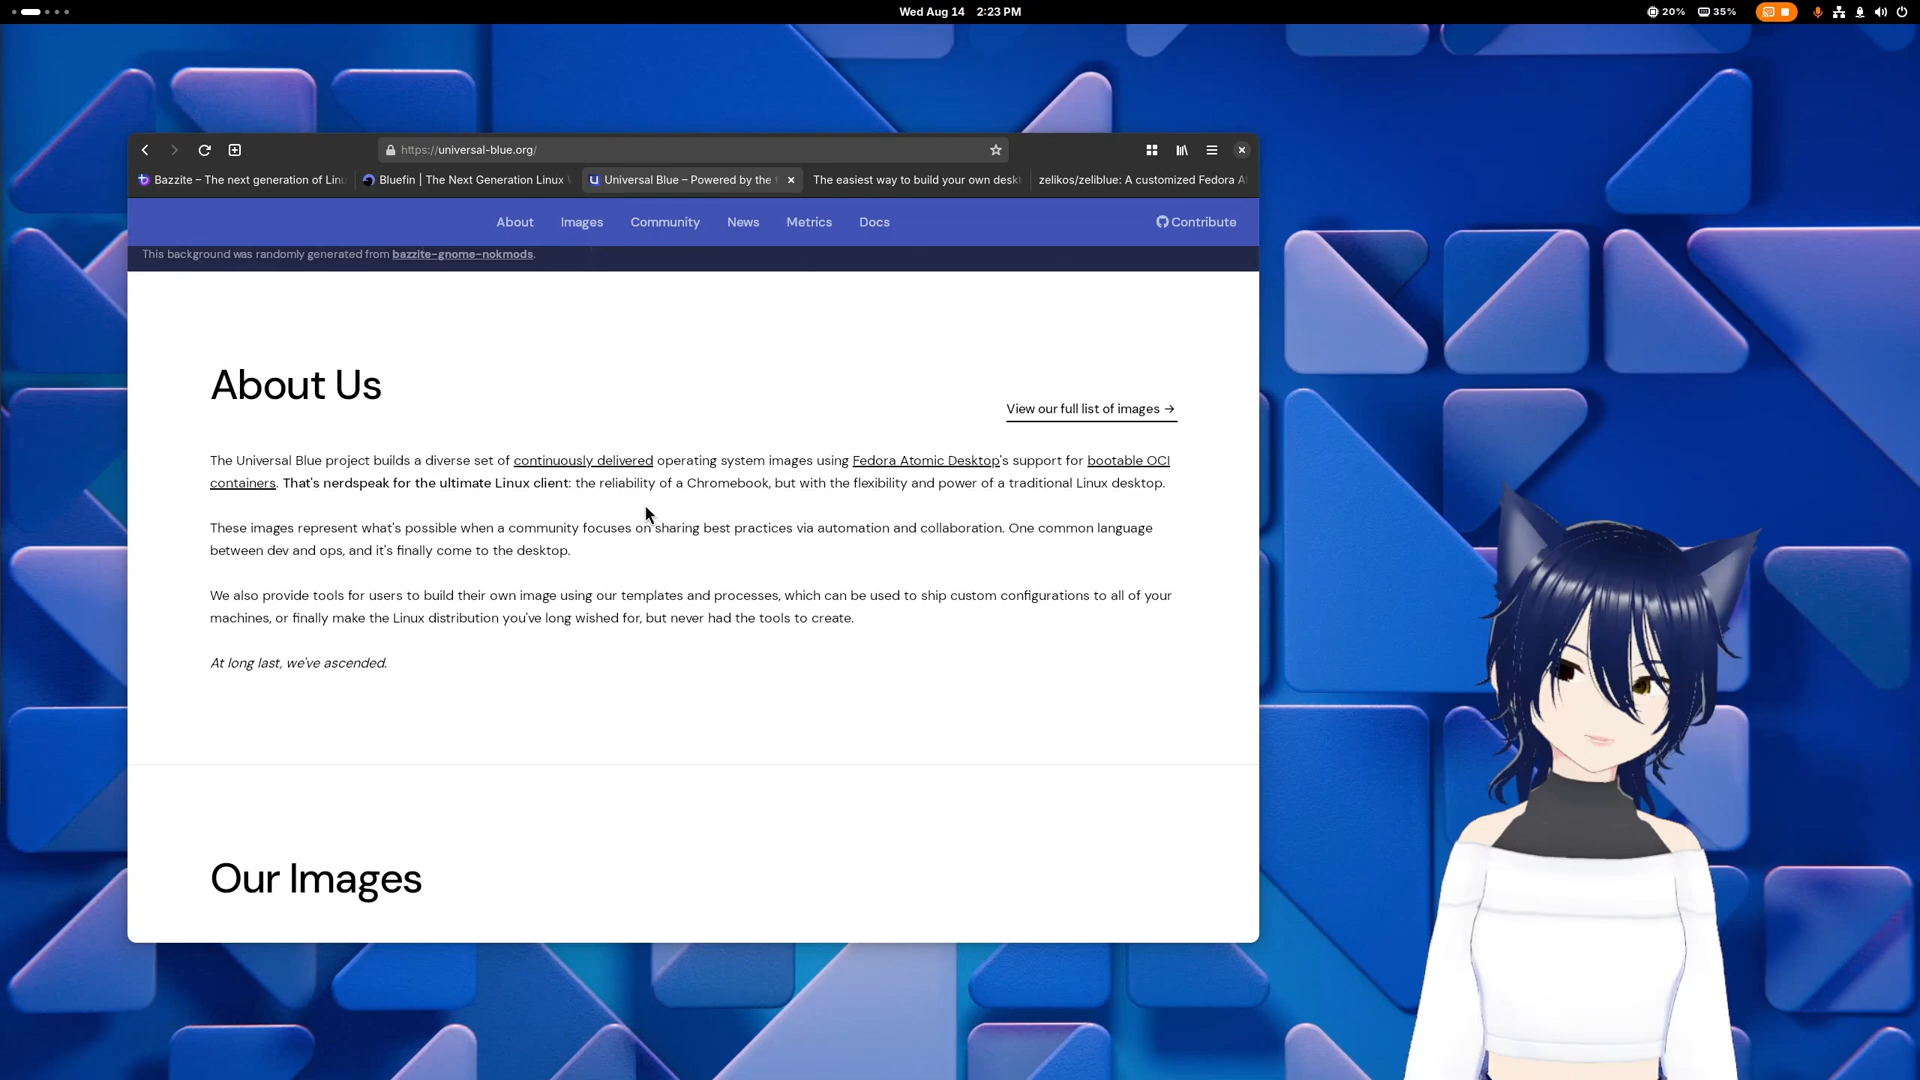 Wed Aug 14 2:23 PM
20% 35%
https://universal-blue.org/
Bazzite – The next generation of Linu
Bluefin | The Next Generation Linux
Universal Blue – Powered by the
The easiest way to build your own desk
zelikos/zeliblue: A customized Fedora A
About Images Community News Metrics Docs Contribute
This background was randomly generated from bazzite-gnome-nokmods.
About Us
View our full list of images →
The Universal Blue project builds a diverse set of continuously delivered operating system images using Fedora Atomic Desktop's support for bootable OCI
containers. That's nerdspeak for the ultimate Linux client: the reliability of a Chromebook, but with the flexibility and power of a traditional Linux desktop.
These images represent what's possible when a community focuses on sharing best practices via automation and collaboration. One common language
between dev and ops, and it's finally come to the desktop.
We also provide tools for users to build their own image using our templates and processes, which can be used to ship custom configurations to all of your
machines, or finally make the Linux distribution you've long wished for, but never had the tools to create.
At long last, we've ascended.
Our Images